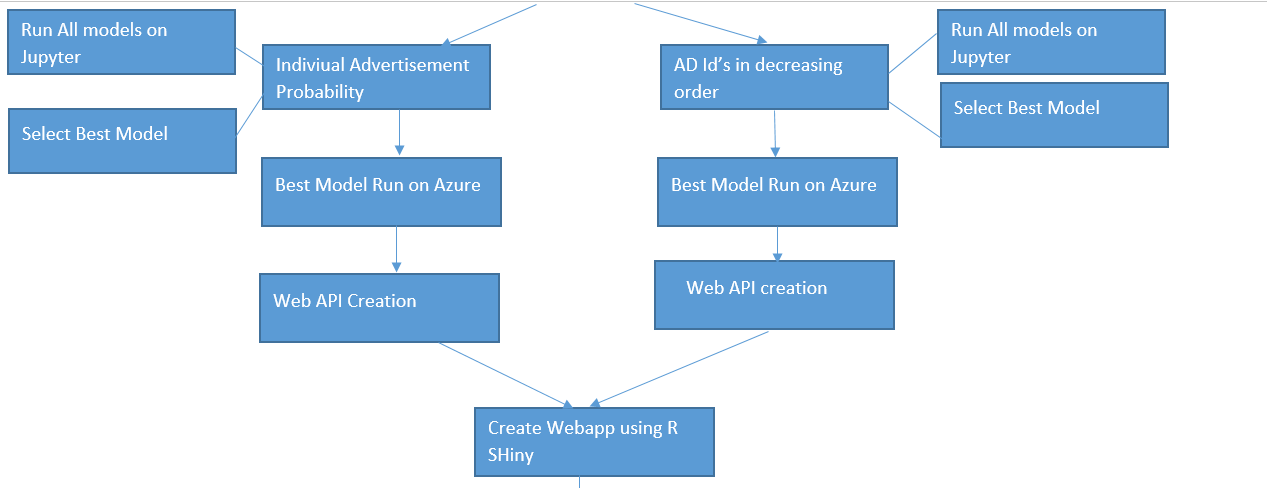 Run All models on
Jupyter
Select Best Model
Indiviual Advertisement
Probability
Best Model Run on Azure
Web API Creation
AD Id’s in decreasing
order
Run All models on
Jupyter
Select Best Model
Best Model Run on Azure
Web API creation
Create Webapp using R
SHiny